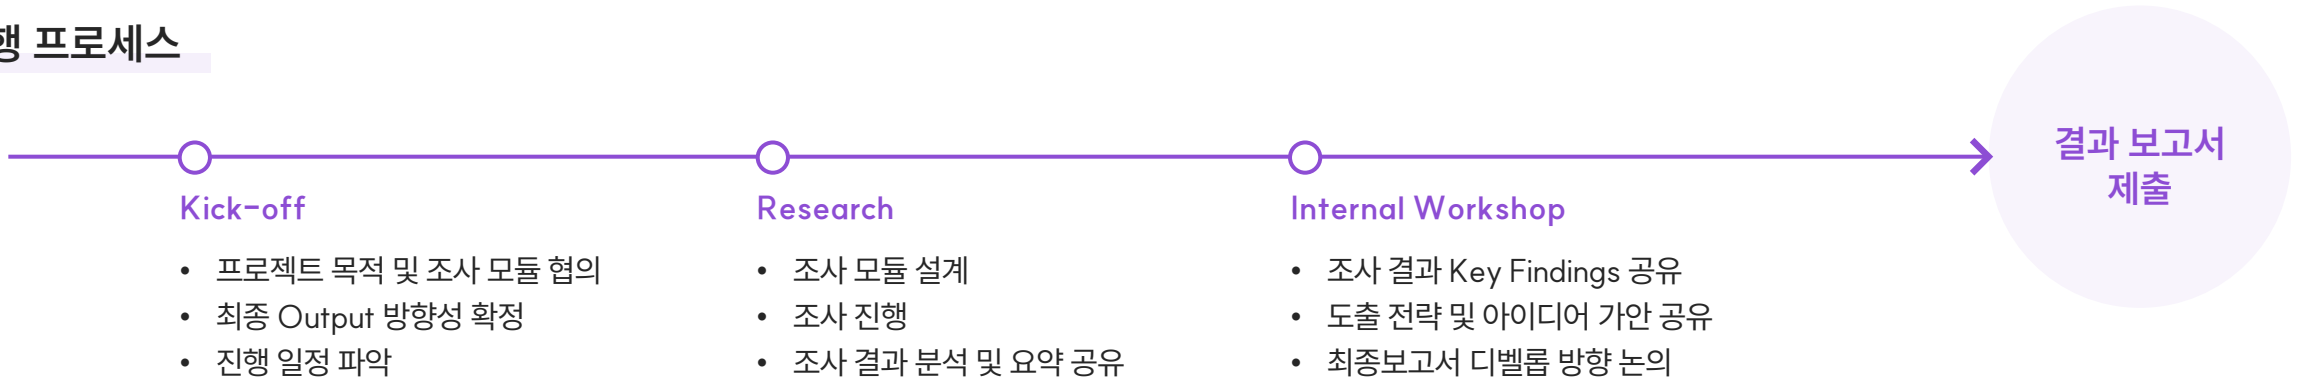 행 프로세스
Kick-off
• 프로젝트 목적 및 조사 모듈 협의
• 최종 Output 방향성 확정
• 진행 일정 파악
Research
• 조사 모듈 설계
• 조사 진행
• 조사 결과 분석 및 요약 공유
Internal Workshop
• 조사 결과 Key Findings 공유
• 도출 전략 및 아이디어 가안 공유
• 최종보고서 디벨롭 방향 논의
결과 보고서
제출